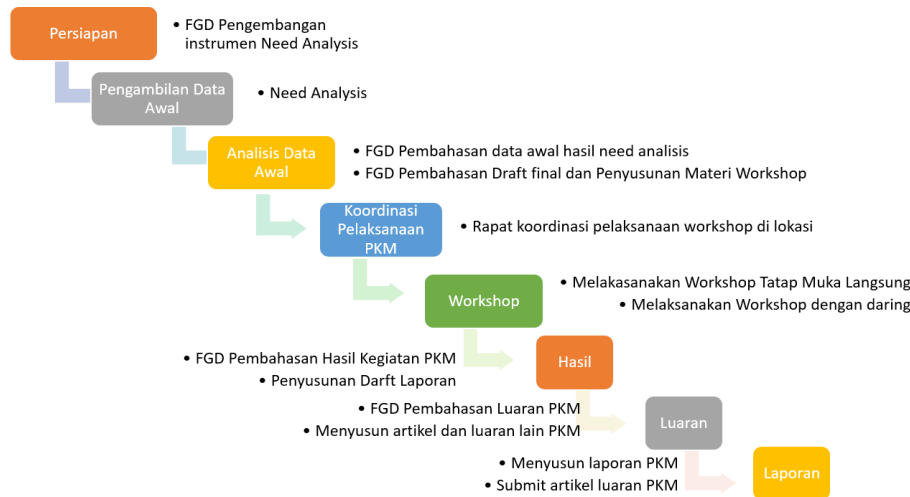 Persiapan
• FGD Pengembangan
instrumen Need Analysis
Pengambilan Data
Awal
• Need Analysis
Analisis Data
Awal
• FGD Pembahasan data awal hasil need analisis
• FGD Pembahasan Draft final dan Penyusunan Materi Workshop
Koordinasi
Pelaksanaan
PKM
• Rapat koordinasi pelaksanaan workshop di lokasi
Workshop
• Melakasanakan Workshop Tatap Muka Langsung
• Melaksanakan Workshop dengan daring
• FGD Pembahasan Hasil Kegiatan PKM
• Penyusunan Darft Laporan
Hasil
• FGD Pembahasan Luaran PKM
• Menyusun artikel dan luaran lain PKM
Luaran
• Menyusun laporan PKM
• Submit artikel luaran PKM
Laporan